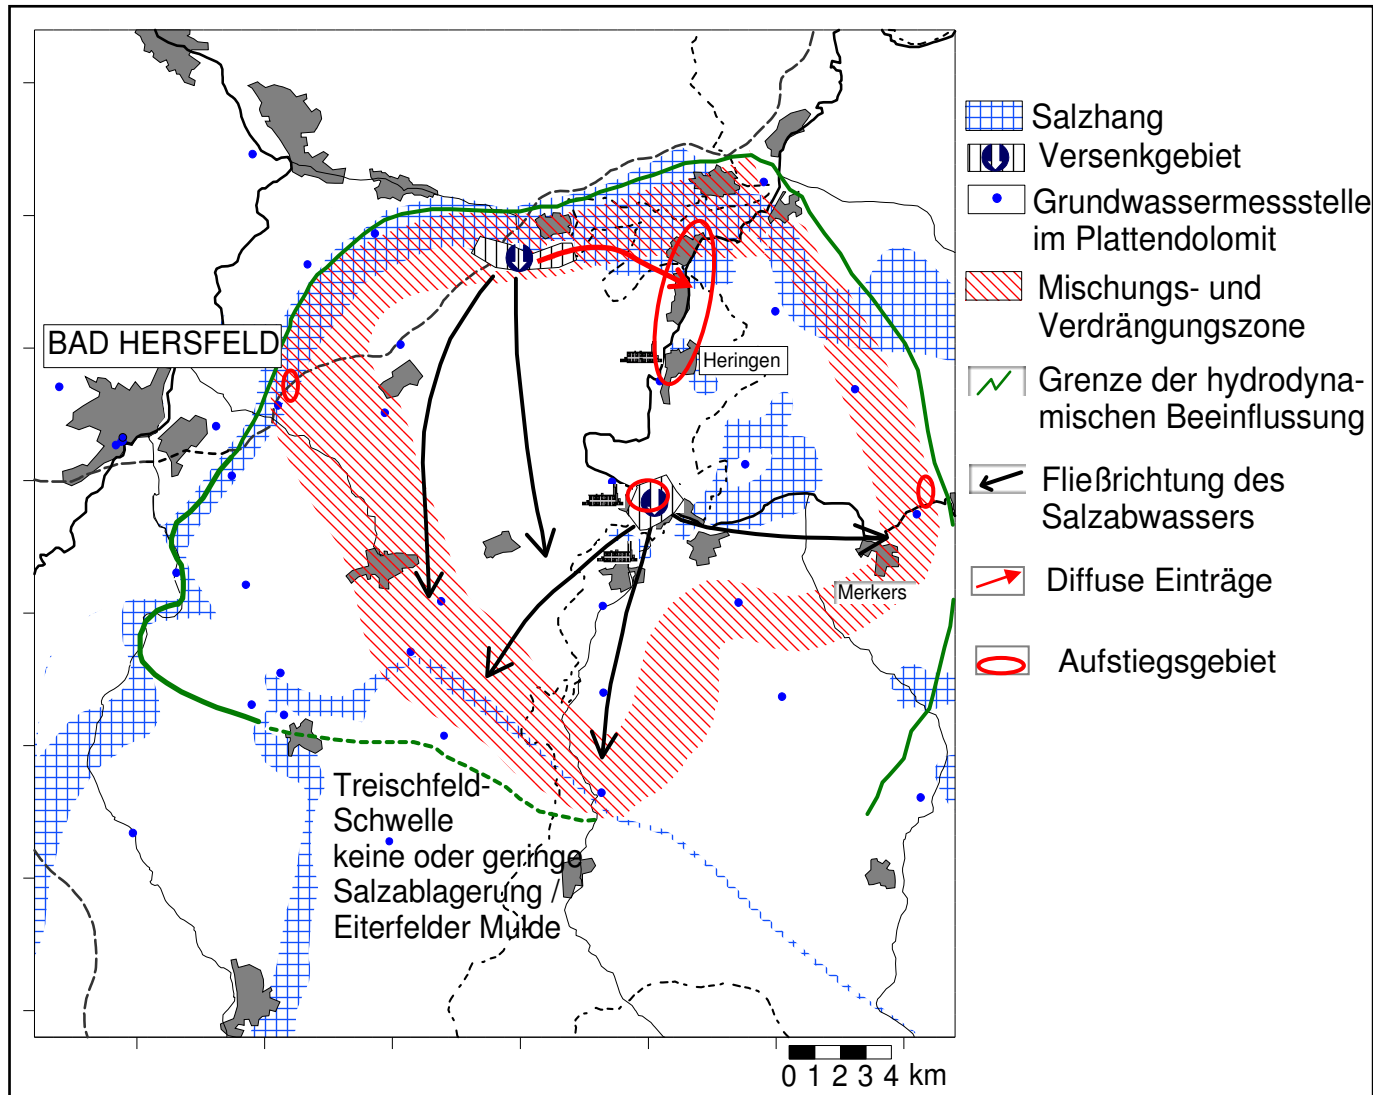 BAD HERSFELD
Heringen
Merkers
Treischfeld-
Schwelle
keine oder geringe
Salzablagerung /
Eiterfelder Mulde
Salzhang
Versenkgebiet
Grundwassermessstelle
im Plattendolomit
Mischungs- und
Verdrängungszone
Grenze der hydrodyna-
mischen Beeinflussung
Fließrichtung des
Salzabwassers
Diffuse Einträge
Aufstiegsgebiet
0 1 2 3 4 km